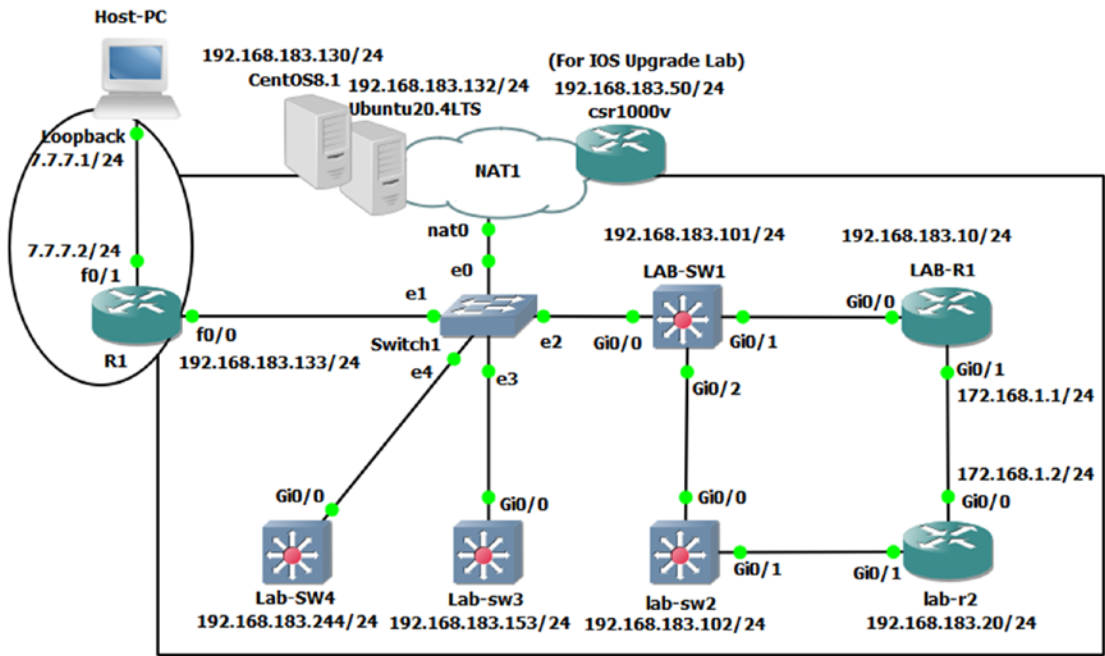 Host-PC
192.168.183.130/24
CentOS8.1
192.168.183.132/24
Ubuntu20.4LTS
(For IOS Upgrade Lab)
192.168.183.50/24
csr1000v
Loopback
7.7.7.1/24
NAT1
nat0
7.7.7.2/24
f0/1
R1
f0/0
192.168.183.133/24
e0
e1
Switch1
e2
e4
e3
192.168.183.101/24
LAB-SW1
Gi0/0
Gi0/1
Gi0/2
192.168.183.10/24
LAB-R1
Gi0/0
Gi0/1
172.168.1.1/24
172.168.1.2/24
Gi0/0
Gi0/0
Lab-SW4
192.168.183.244/24
Gi0/0
Lab-sw3
192.168.183.153/24
Gi0/0
Gi0/1
lab-sw2
192.168.183.102/24
Gi0/1
lab-r2
192.168.183.20/24